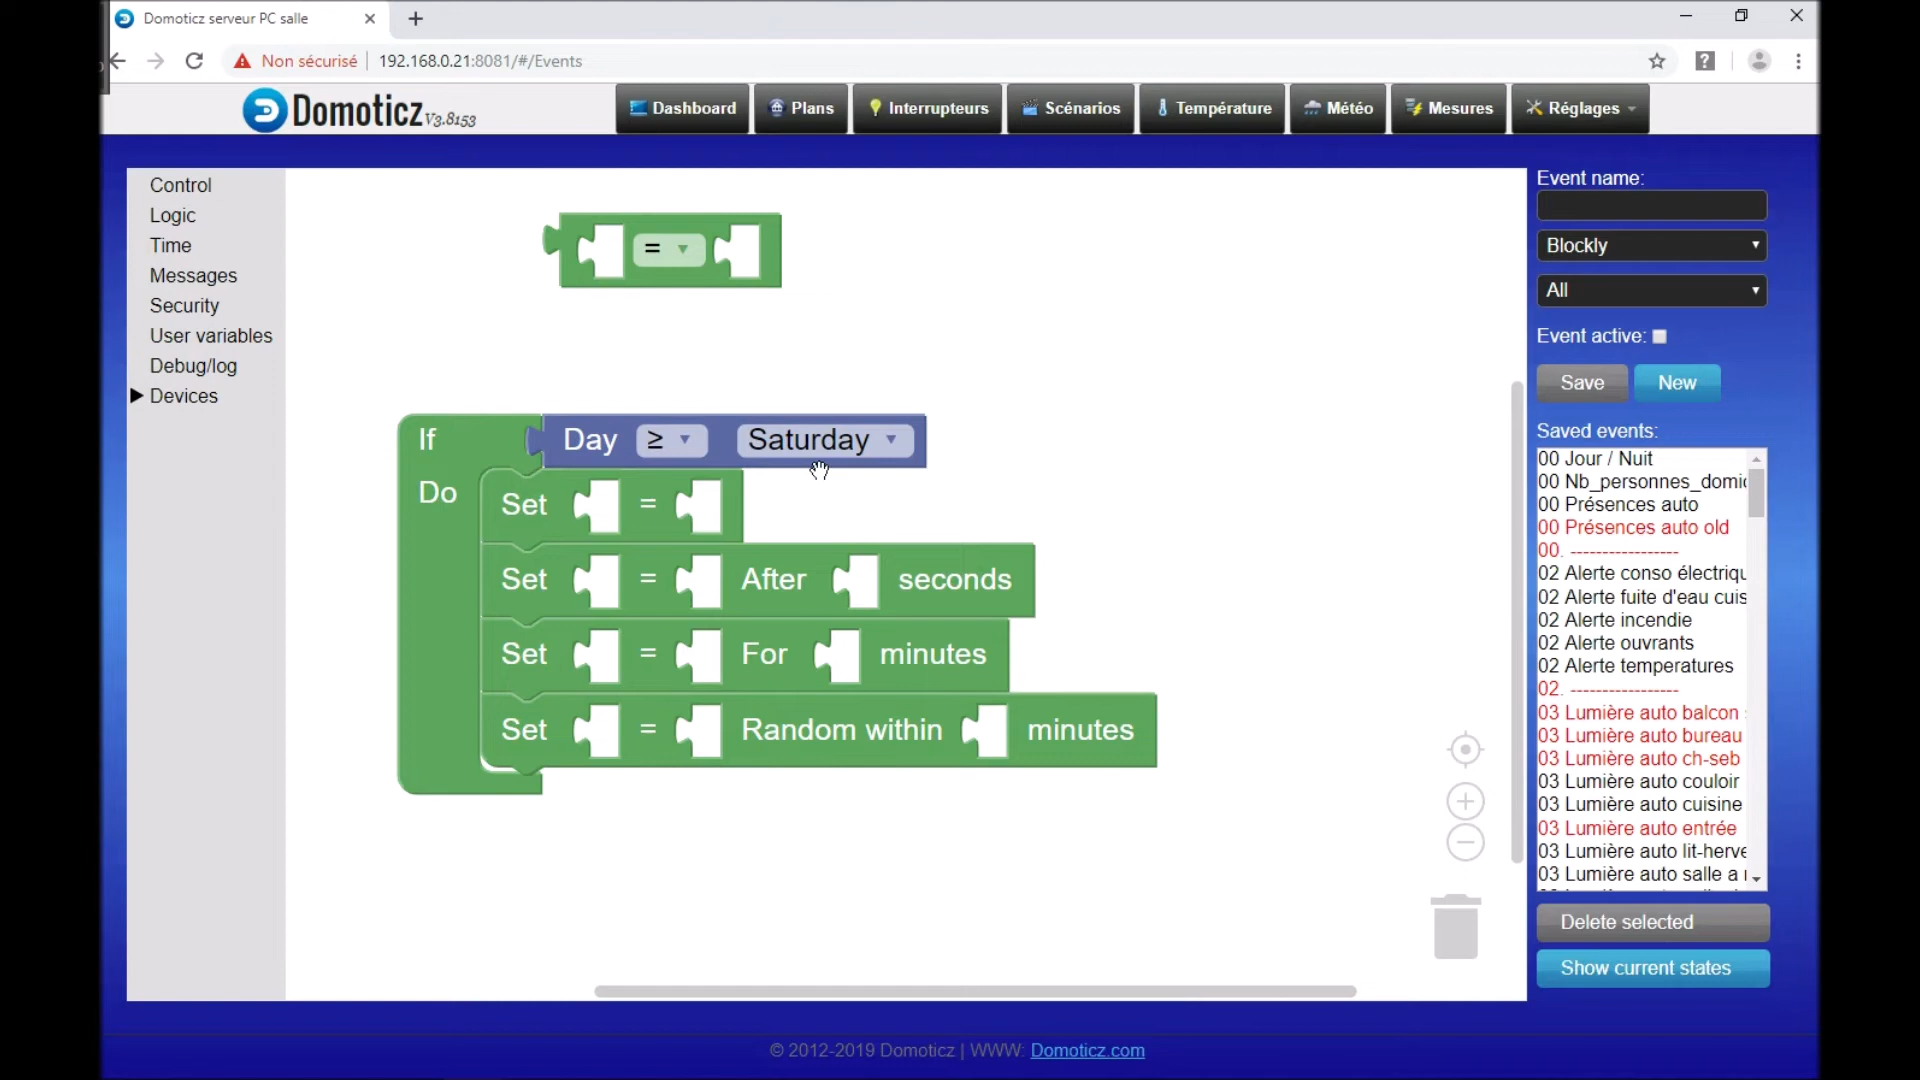 Domoticz serveur PC salle
Non sécurisé 192.168.0.21:8081/#/Events
Domoticz V3.8153
Dashboard Plans Interrupteurs Scénarios Température Météo Mesures Réglages
Control
Logic
Time
Messages
Security
User variables
Debug/log
Devices
=
If Day ≥ Saturday
Do
Set =
Set = After seconds
Set = For minutes
Set = Random within minutes
Event name:
Blockly
All
Event active:
Save New
Saved events:
00 Jour / Nuit
00 Nb_personnes_domi
00 Présences auto
00 Présences auto old
00. -----------------
02 Alerte conso électriqu
02 Alerte fuite d'eau cuis
02 Alerte incendie
02 Alerte ouvrants
02 Alerte temperatures
02. -----------------
03 Lumière auto balcon
03 Lumière auto bureau
03 Lumière auto ch-seb
03 Lumière auto couloir
03 Lumière auto cuisine
03 Lumière auto entrée
03 Lumière auto lit-herve
03 Lumière auto salle a
Delete selected
Show current states
© 2012-2019 Domoticz | WWW: Domoticz.com